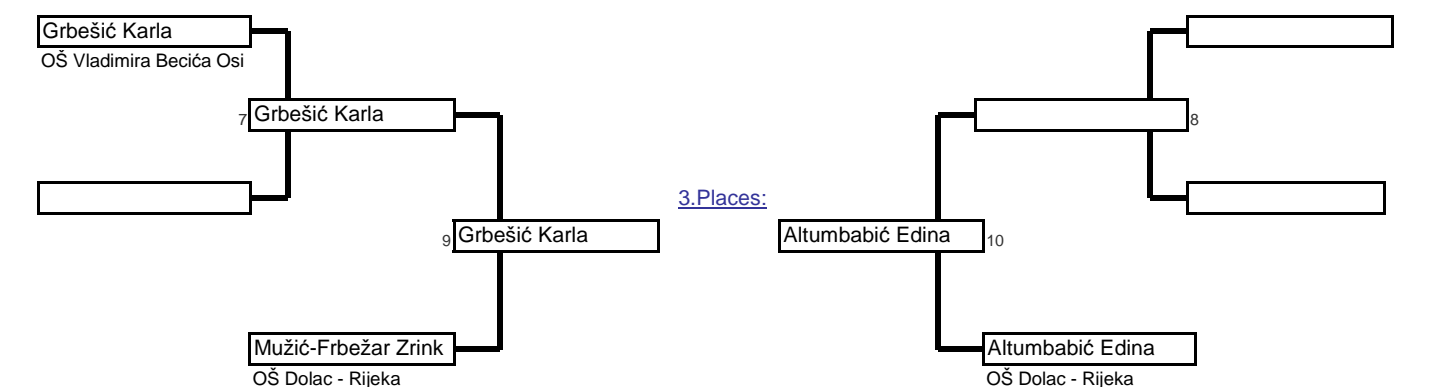 Grbešić Karla
OŠ Vladimira Becića Osi
7 Grbešić Karla
8
3.Places:
9 Grbešić Karla
Altumbabić Edina 10
Mužić-Frbežar Zrink
OŠ Dolac - Rijeka
Altumbabić Edina
OŠ Dolac - Rijeka